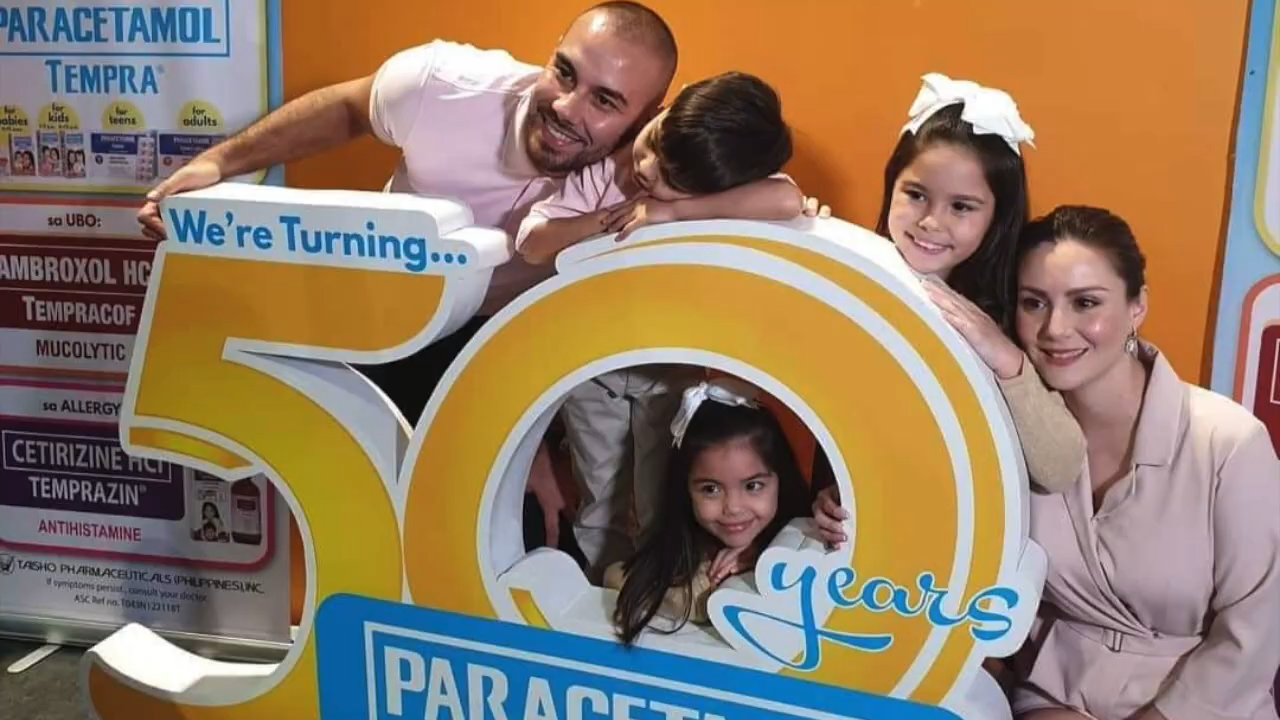 PARACETAMOL
TEMPRA®
for babies
for kids
for teens
for adults
sa UBO:
AMBROXOL HCl
TEMPRACOF
MUCOLYTIC
sa ALLERGY
CETIRIZINE HCl
TEMPRAZIN®
ANTIHISTAMINE
TAISHO PHARMACEUTICALS (PHILIPPINES), INC.
If symptoms persist, consult your doctor.
We're Turning...
50
years
PARACET